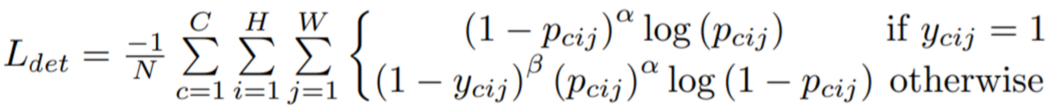 L_{det} = \frac{-1}{N} \sum_{c=1}^{C} \sum_{i=1}^{H} \sum_{j=1}^{W} \begin{cases} (1 - p_{cij})^{\alpha} \log (p_{cij}) & \text{if } y_{cij} = 1 \\ (1 - y_{cij})^{\beta} (p_{cij})^{\alpha} \log (1 - p_{cij}) & \text{otherwise} \end{cases}